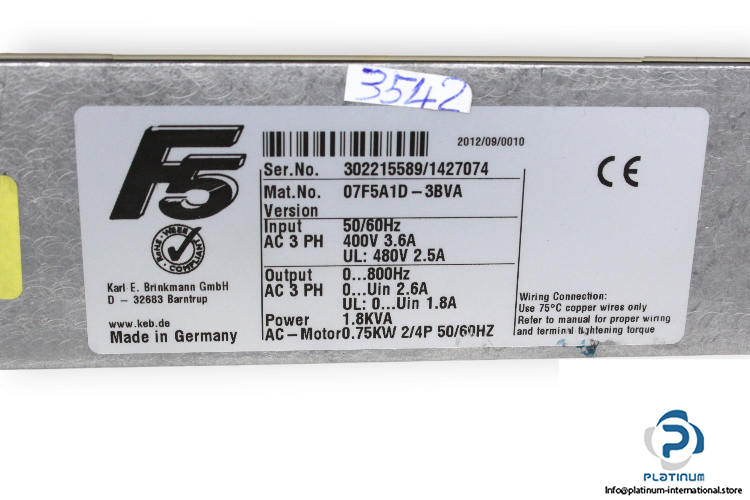 3542
F5
2012/09/0010
Ser.No. 302215589/1427074
Mat.No. 07F5A1D-3BVA
Version
Input 50/60Hz
AC 3 PH 400V 3.6A
UL: 480V 2.5A
Output 0...800Hz
AC 3 PH 0...Uin 2.6A
UL: 0...Uin 1.8A
Power 1.8KVA
AC-Motor 0.75KW 2/4P 50/60HZ
CE
RoHS · WEEE
COMPLIANT
Karl E. Brinkmann GmbH
D - 32683 Barntrup
www.keb.de
Made in Germany
Wiring Connection:
Use 75°C copper wires only
Refer to manual for proper wiring
and terminal tightening torque
PLATINUM
Info@platinum-international.store